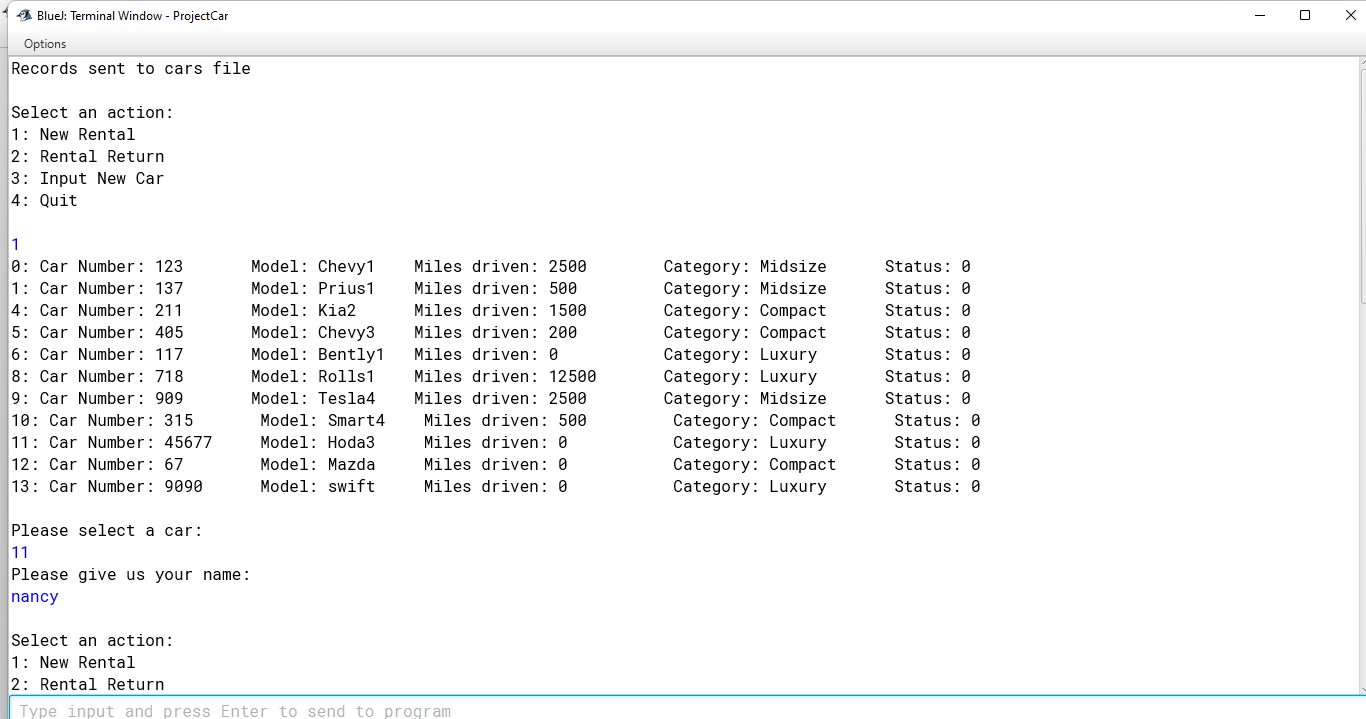 BlueJ: Terminal Window - ProjectCar
Options
Records sent to cars file
Select an action:
1: New Rental
2: Rental Return
3: Input New Car
4: Quit
1
0: Car Number: 123 Model: Chevy1 Miles driven: 2500 Category: Midsize Status: 0
1: Car Number: 137 Model: Prius1 Miles driven: 500 Category: Midsize Status: 0
4: Car Number: 211 Model: Kia2 Miles driven: 1500 Category: Compact Status: 0
5: Car Number: 405 Model: Chevy3 Miles driven: 200 Category: Compact Status: 0
6: Car Number: 117 Model: Bently1 Miles driven: 0 Category: Luxury Status: 0
8: Car Number: 718 Model: Rolls1 Miles driven: 12500 Category: Luxury Status: 0
9: Car Number: 909 Model: Tesla4 Miles driven: 2500 Category: Midsize Status: 0
10: Car Number: 315 Model: Smart4 Miles driven: 500 Category: Compact Status: 0
11: Car Number: 45677 Model: Hoda3 Miles driven: 0 Category: Luxury Status: 0
12: Car Number: 67 Model: Mazda Miles driven: 0 Category: Compact Status: 0
13: Car Number: 9090 Model: swift Miles driven: 0 Category: Luxury Status: 0
Please select a car:
11
Please give us your name:
nancy
Select an action:
1: New Rental
2: Rental Return
Type input and press Enter to send to program